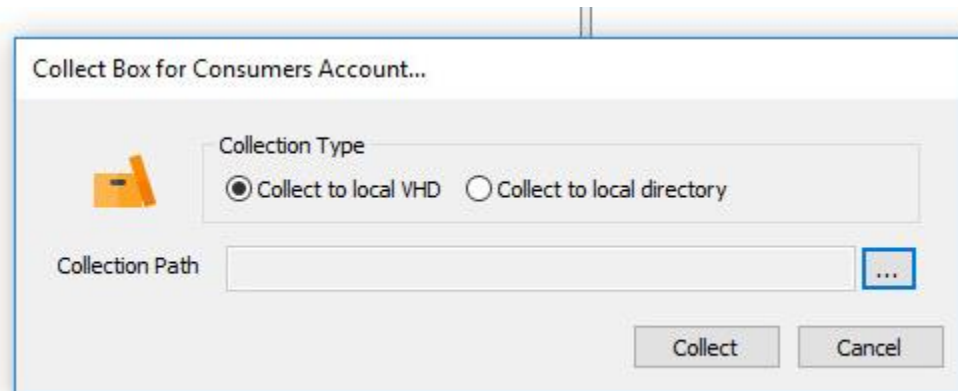 Collect Box for Consumers Account...
Collection Type
Collect to local VHD Collect to local directory
Collection Path ...
Collect Cancel